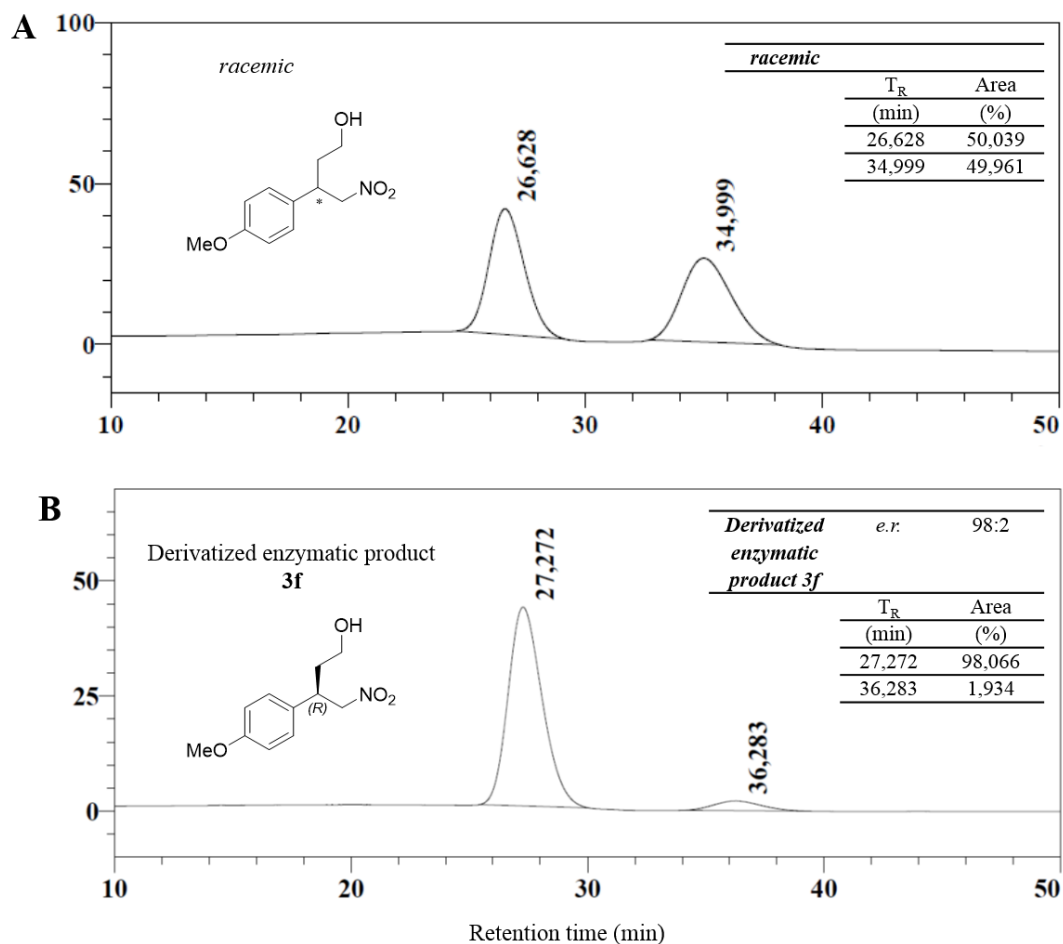 A
100
50
0
racemic
OH
NO2
*
MeO
26,628
34,999
racemic
TR Area
(min) (%)
26,628 50,039
34,999 49,961
10 20 30 40 50
B
50
25
0
Derivatized enzymatic product
3f
OH
NO2
(R)
MeO
27,272
36,283
Derivatized e.r. 98:2
enzymatic
product 3f
TR Area
(min) (%)
27,272 98,066
36,283 1,934
10 20 30 40 50
Retention time (min)